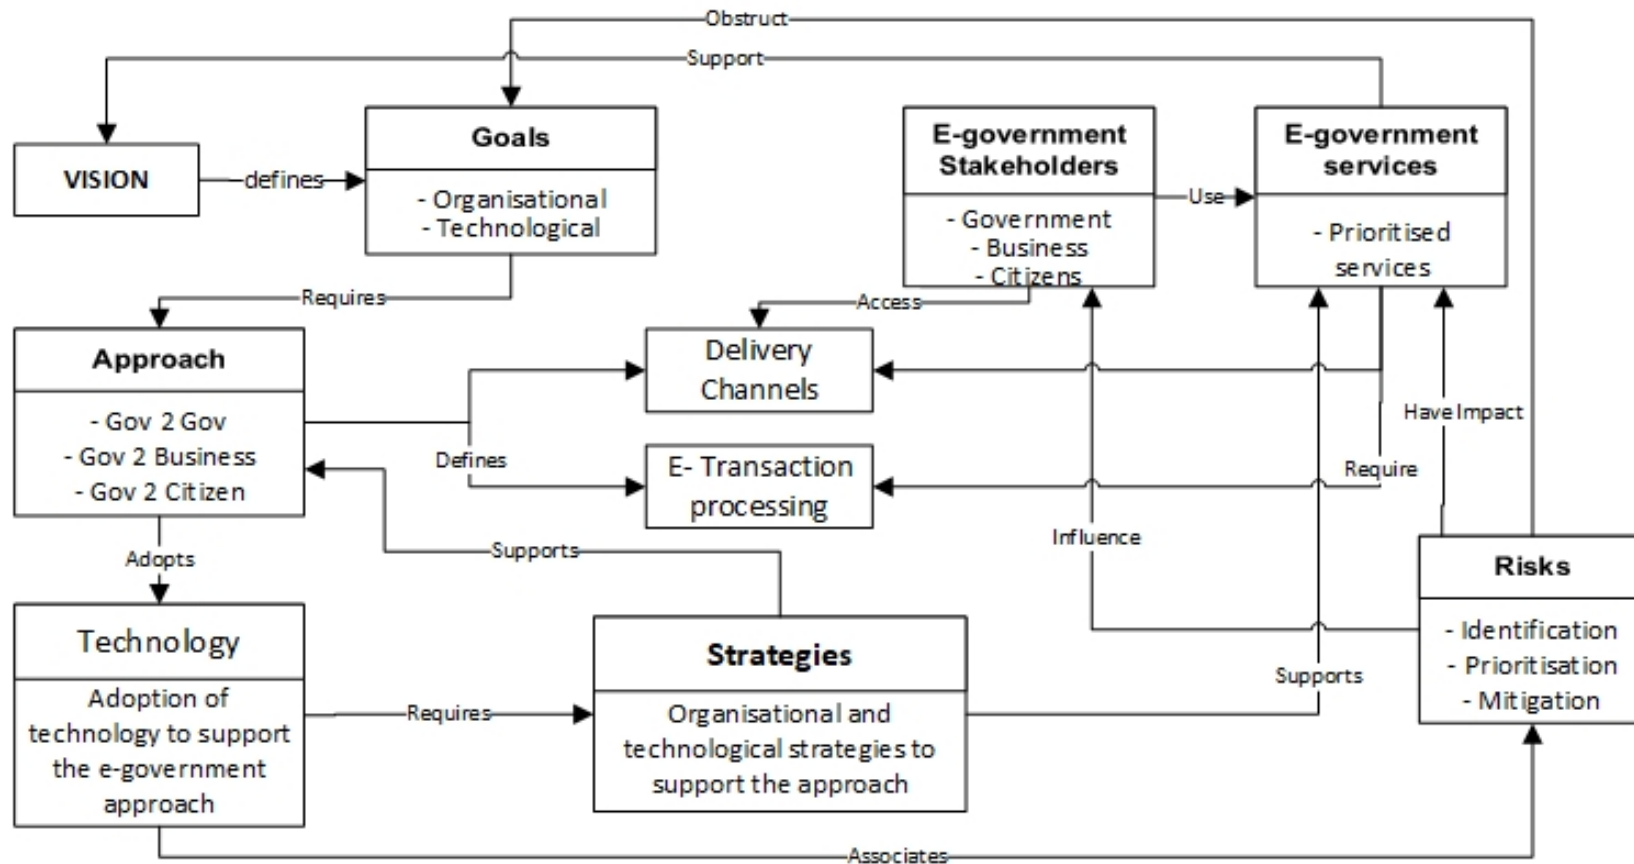 Obstruct
Support
VISION
defines
Goals
- Organisational
- Technological
E-government
Stakeholders
- Government
- Business
- Citizens
Use
E-government
services
- Prioritised
services
Requires
Access
Approach
- Gov 2 Gov
- Gov 2 Business
- Gov 2 Citizen
Delivery
Channels
Defines
E- Transaction
processing
Have Impact
Require
Influence
Adopts
Supports
Risks
- Identification
- Prioritisation
- Mitigation
Technology
Adoption of
technology to support
the e-government
approach
Requires
Strategies
Organisational and
technological strategies to
support the approach
Supports
Associates